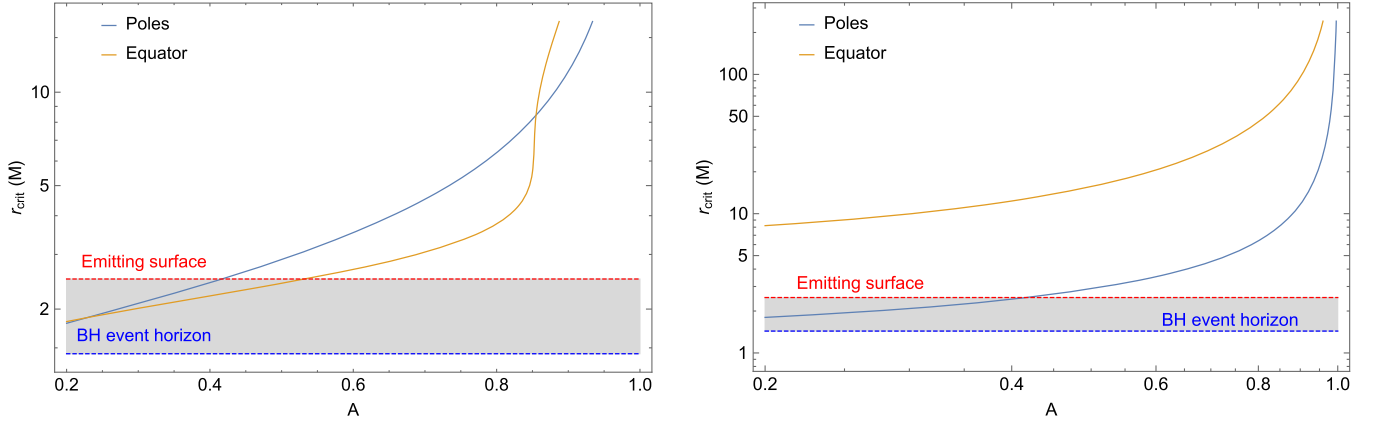 Poles
Equator
10
5
2
r_crit (M)
Emitting surface
BH event horizon
0.2 0.4 0.6 0.8 1.0
A
Poles
Equator
100
50
10
5
1
r_crit (M)
Emitting surface
BH event horizon
0.2 0.4 0.6 0.8 1.0
A